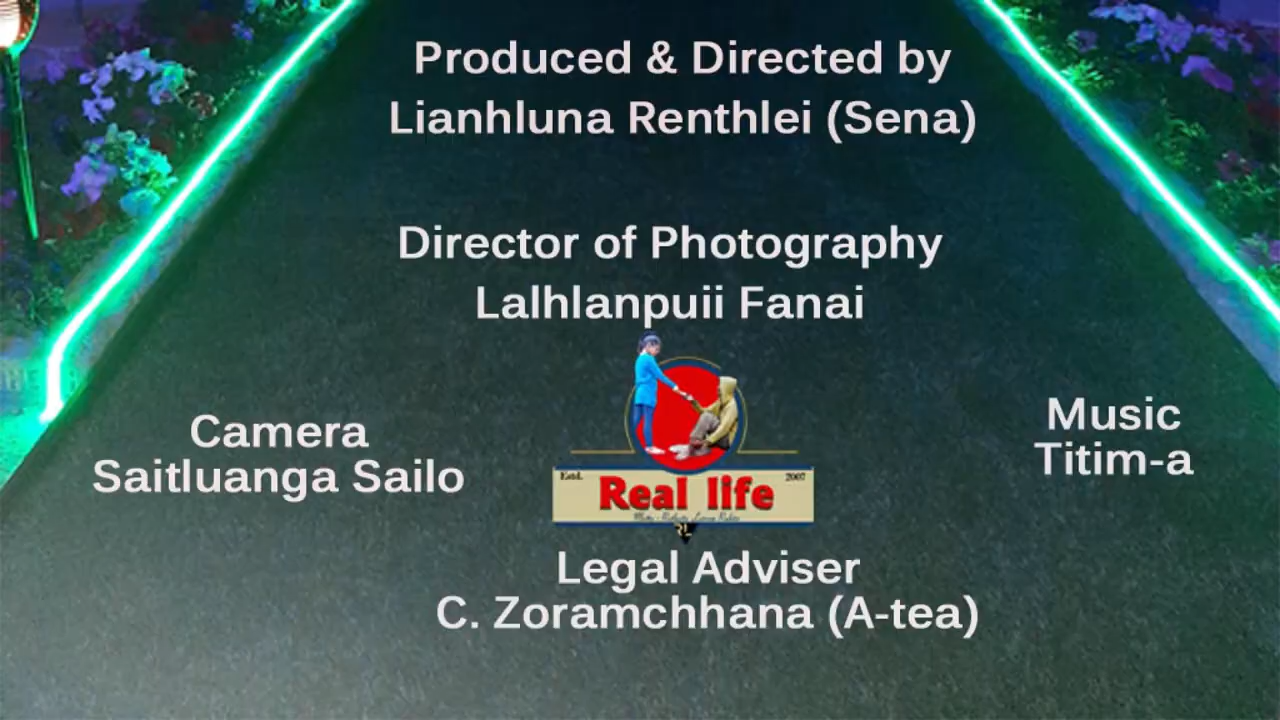 Produced & Directed by
Lianhluna Renthlei (Sena)
Director of Photography
Lalhlanpuii Fanai
Camera
Saitluanga Sailo
Music
Titim-a
Estd. 2007
Real life
Legal Adviser
C. Zoramchhana (A-tea)